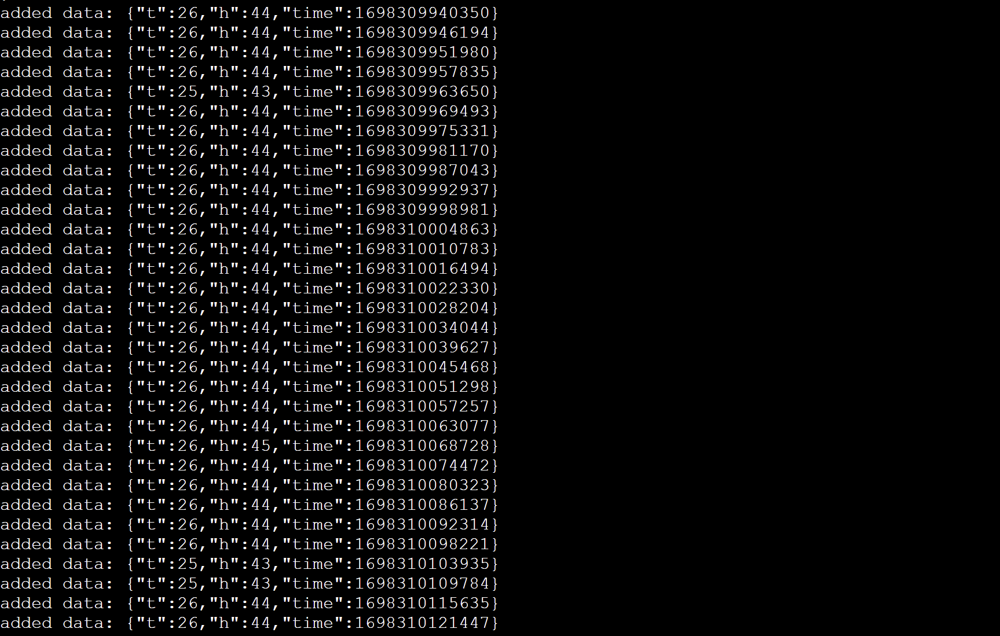 added data: {"t":26,"h":44,"time":1698309940350}
added data: {"t":26,"h":44,"time":1698309946194}
added data: {"t":26,"h":44,"time":1698309951980}
added data: {"t":26,"h":44,"time":1698309957835}
added data: {"t":25,"h":43,"time":1698309963650}
added data: {"t":26,"h":44,"time":1698309969493}
added data: {"t":26,"h":44,"time":1698309975331}
added data: {"t":26,"h":44,"time":1698309981170}
added data: {"t":26,"h":44,"time":1698309987043}
added data: {"t":26,"h":44,"time":1698309992937}
added data: {"t":26,"h":44,"time":1698309998981}
added data: {"t":26,"h":44,"time":1698310004863}
added data: {"t":26,"h":44,"time":1698310010783}
added data: {"t":26,"h":44,"time":1698310016494}
added data: {"t":26,"h":44,"time":1698310022330}
added data: {"t":26,"h":44,"time":1698310028204}
added data: {"t":26,"h":44,"time":1698310034044}
added data: {"t":26,"h":44,"time":1698310039627}
added data: {"t":26,"h":44,"time":1698310045468}
added data: {"t":26,"h":44,"time":1698310051298}
added data: {"t":26,"h":44,"time":1698310057257}
added data: {"t":26,"h":44,"time":1698310063077}
added data: {"t":26,"h":45,"time":1698310068728}
added data: {"t":26,"h":44,"time":1698310074472}
added data: {"t":26,"h":44,"time":1698310080323}
added data: {"t":26,"h":44,"time":1698310086137}
added data: {"t":26,"h":44,"time":1698310092314}
added data: {"t":26,"h":44,"time":1698310098221}
added data: {"t":25,"h":43,"time":1698310103935}
added data: {"t":25,"h":43,"time":1698310109784}
added data: {"t":26,"h":44,"time":1698310115635}
added data: {"t":26,"h":44,"time":1698310121447}